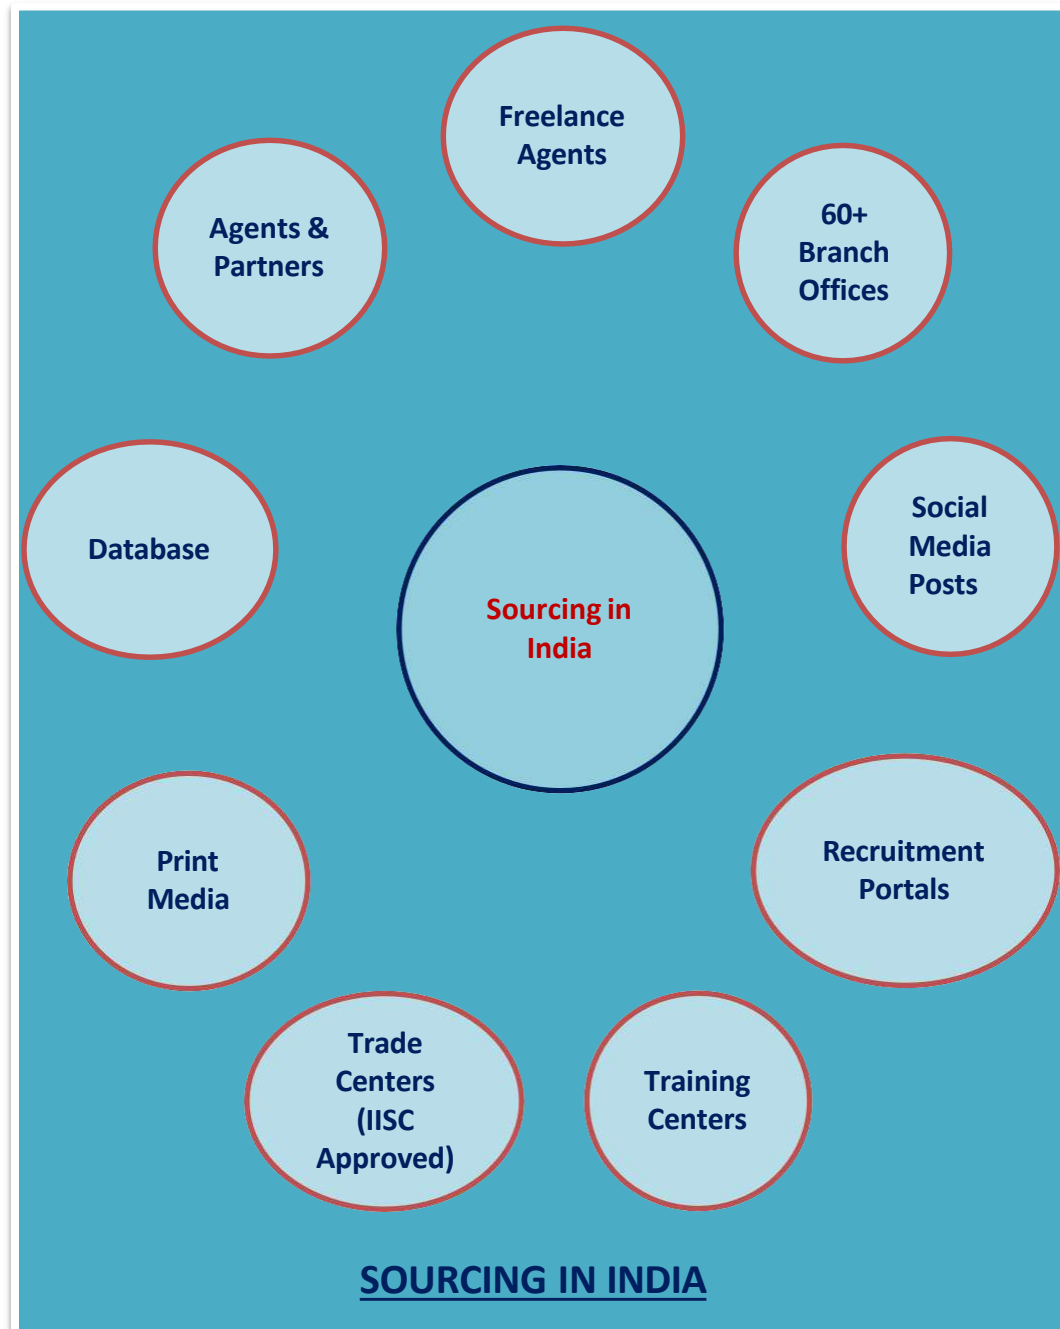 Freelance
Agents
60+
Branch
Offices
Agents &
Partners
Social
Media
Posts
Database
Sourcing in
India
Recruitment
Portals
Print
Media
Trade
Centers
(IISC
Approved)
Training
Centers
SOURCING IN INDIA